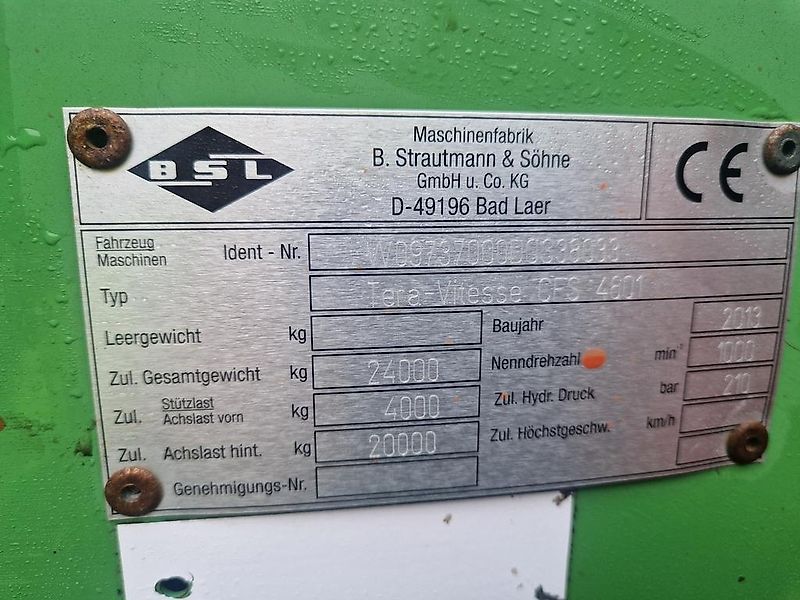 BSL
Maschinenfabrik
B. Strautmann & Söhne
GmbH u. Co. KG
D-49196 Bad Laer
CE
Fahrzeug
Maschinen
Ident - Nr.
Typ Tera-Vitesse CFS 4601
Leergewicht kg
Zul. Gesamtgewicht kg 24000
Zul. Stützlast
Achslast vorn kg 4000
Zul. Achslast hint. kg 20000
Genehmigungs-Nr.
Baujahr 2013
Nenndrehzahl min⁻¹ 1000
Zul. Hydr. Druck bar 210
Zul. Höchstgeschw. km/h